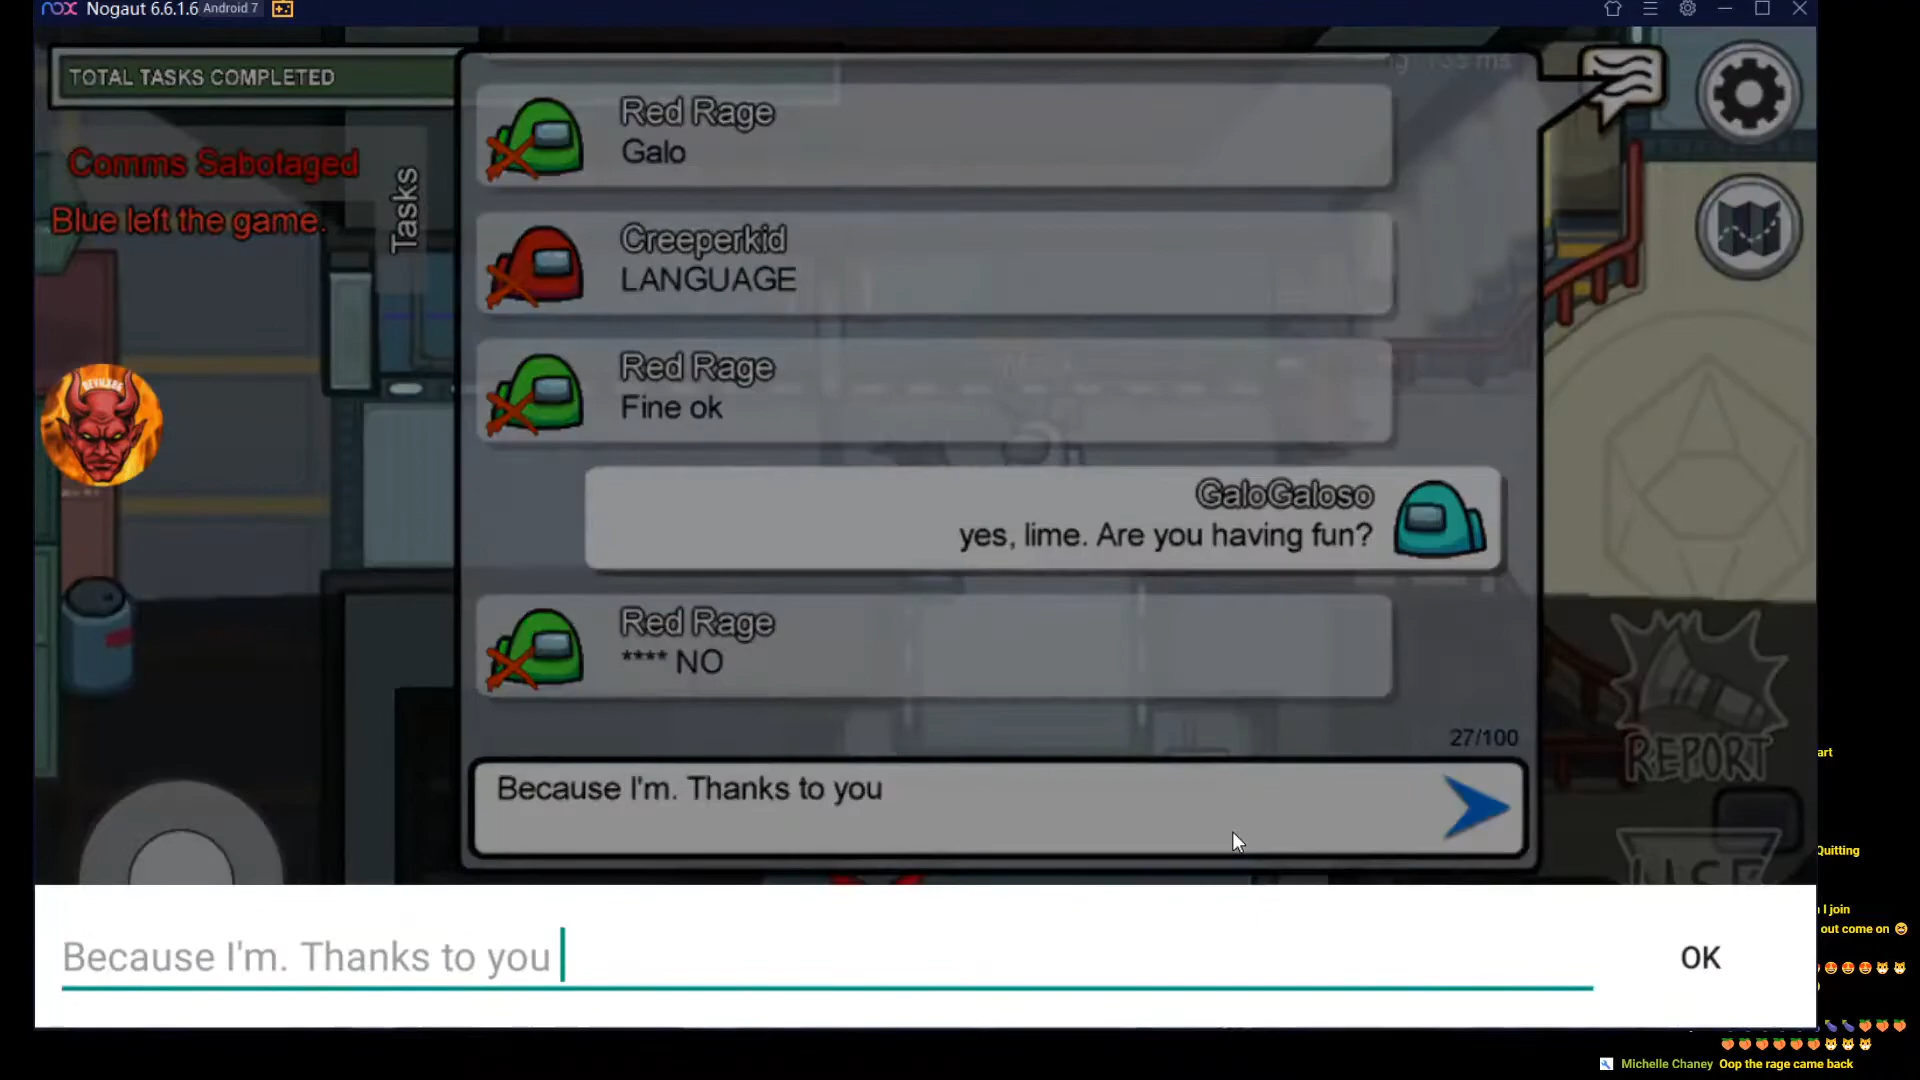 nox Nogaut 6.6.1.6 Android 7
TOTAL TASKS COMPLETED
Comms Sabotaged
Blue left the game.
Tasks
Red Rage
Galo
Creeperkid
LANGUAGE
Red Rage
Fine ok
GaloGaloso
yes, lime. Are you having fun?
Red Rage
**** NO
27/100
Because I'm. Thanks to you
REPORT
USE
Because I'm. Thanks to you
OK
art
Quitting
I join
out come on
Michelle Chaney Oop the rage came back